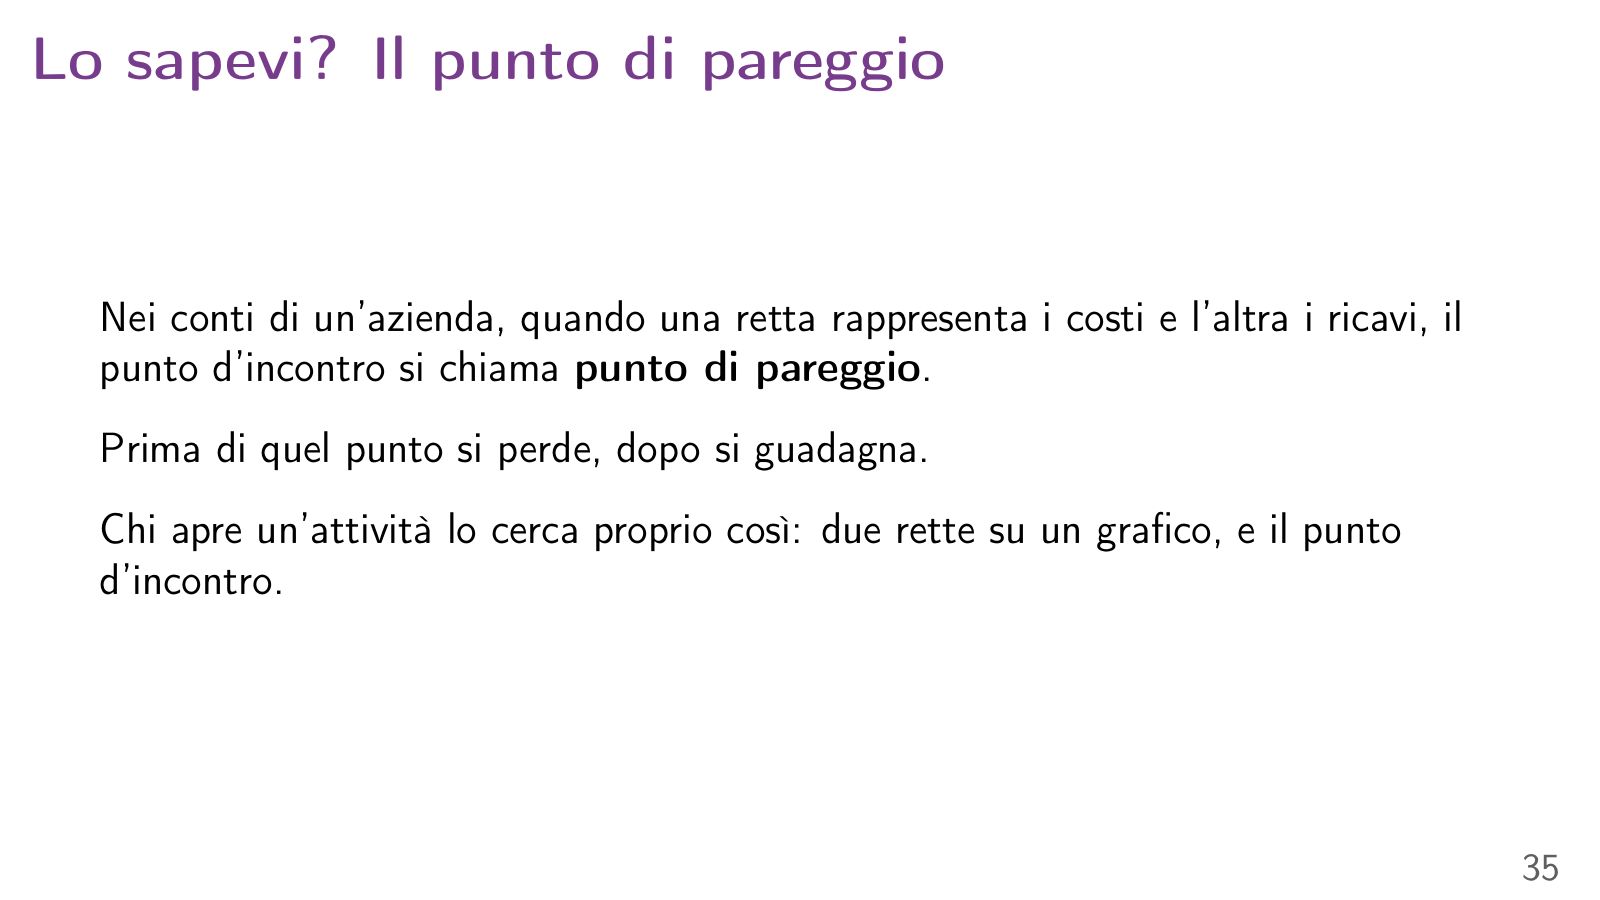 Lo sapevi? Il punto di pareggio
Nei conti di un'azienda, quando una retta rappresenta i costi e l'altra i ricavi, il
punto d'incontro si chiama punto di pareggio.
Prima di quel punto si perde, dopo si guadagna.
Chi apre un'attività lo cerca proprio così: due rette su un grafico, e il punto
d'incontro.
35